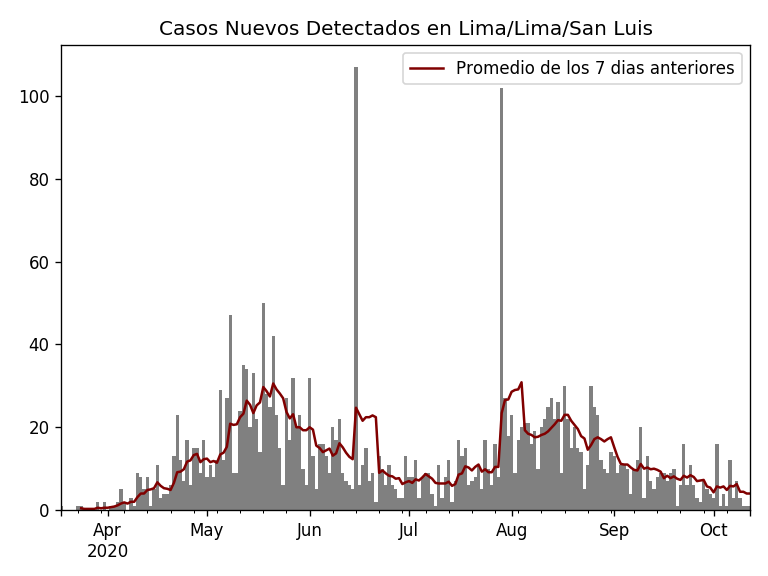 Casos Nuevos Detectados en Lima/Lima/San Luis
Promedio de los 7 dias anteriores
100
80
60
40
20
0
Apr May Jun Jul Aug Sep Oct
2020